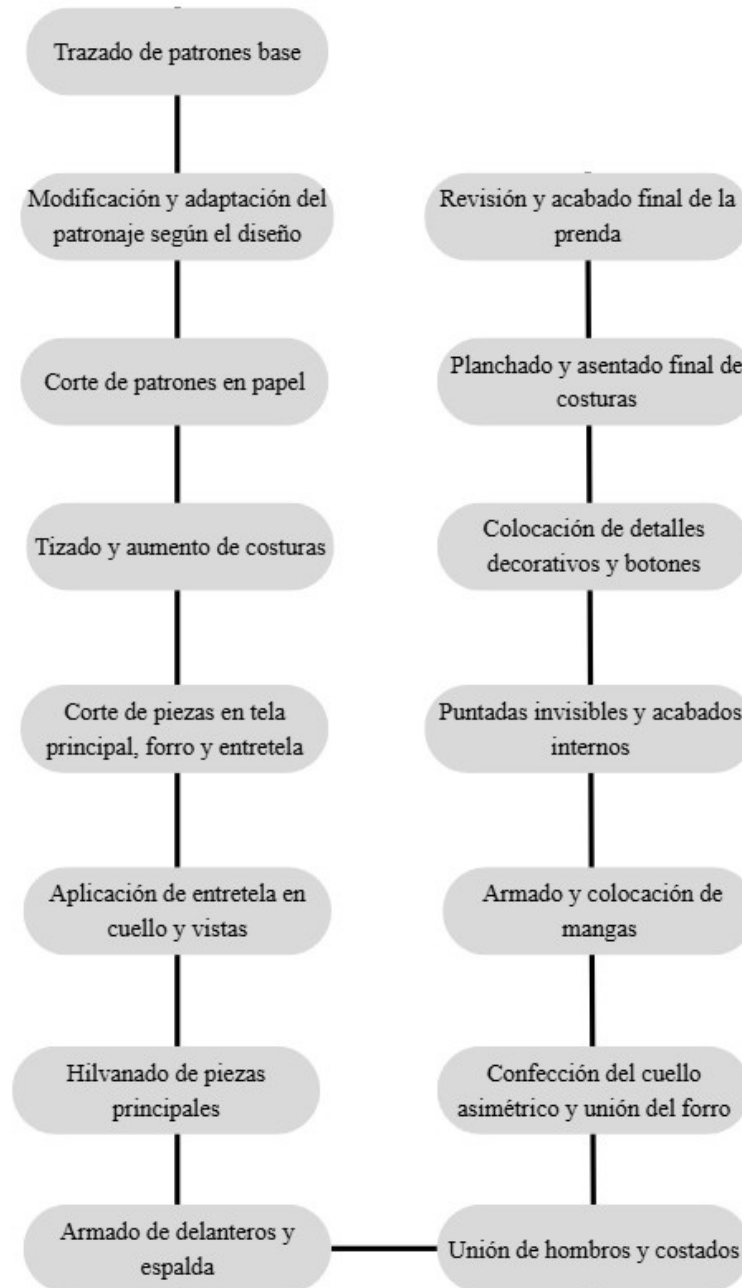 Trazado de patrones base
Modificación y adaptación del
patronaje según el diseño
Corte de patrones en papel
Tizado y aumento de costuras
Corte de piezas en tela
principal, forro y entretela
Aplicación de entretela en
cuello y vistas
Hilvanado de piezas
principales
Armado de delanteros y
espalda
Unión de hombros y costados
Confección del cuello
asimétrico y unión del forro
Armado y colocación de
mangas
Puntadas invisibles y acabados
internos
Colocación de detalles
decorativos y botones
Planchado y asentado final de
costuras
Revisión y acabado final de la
prenda